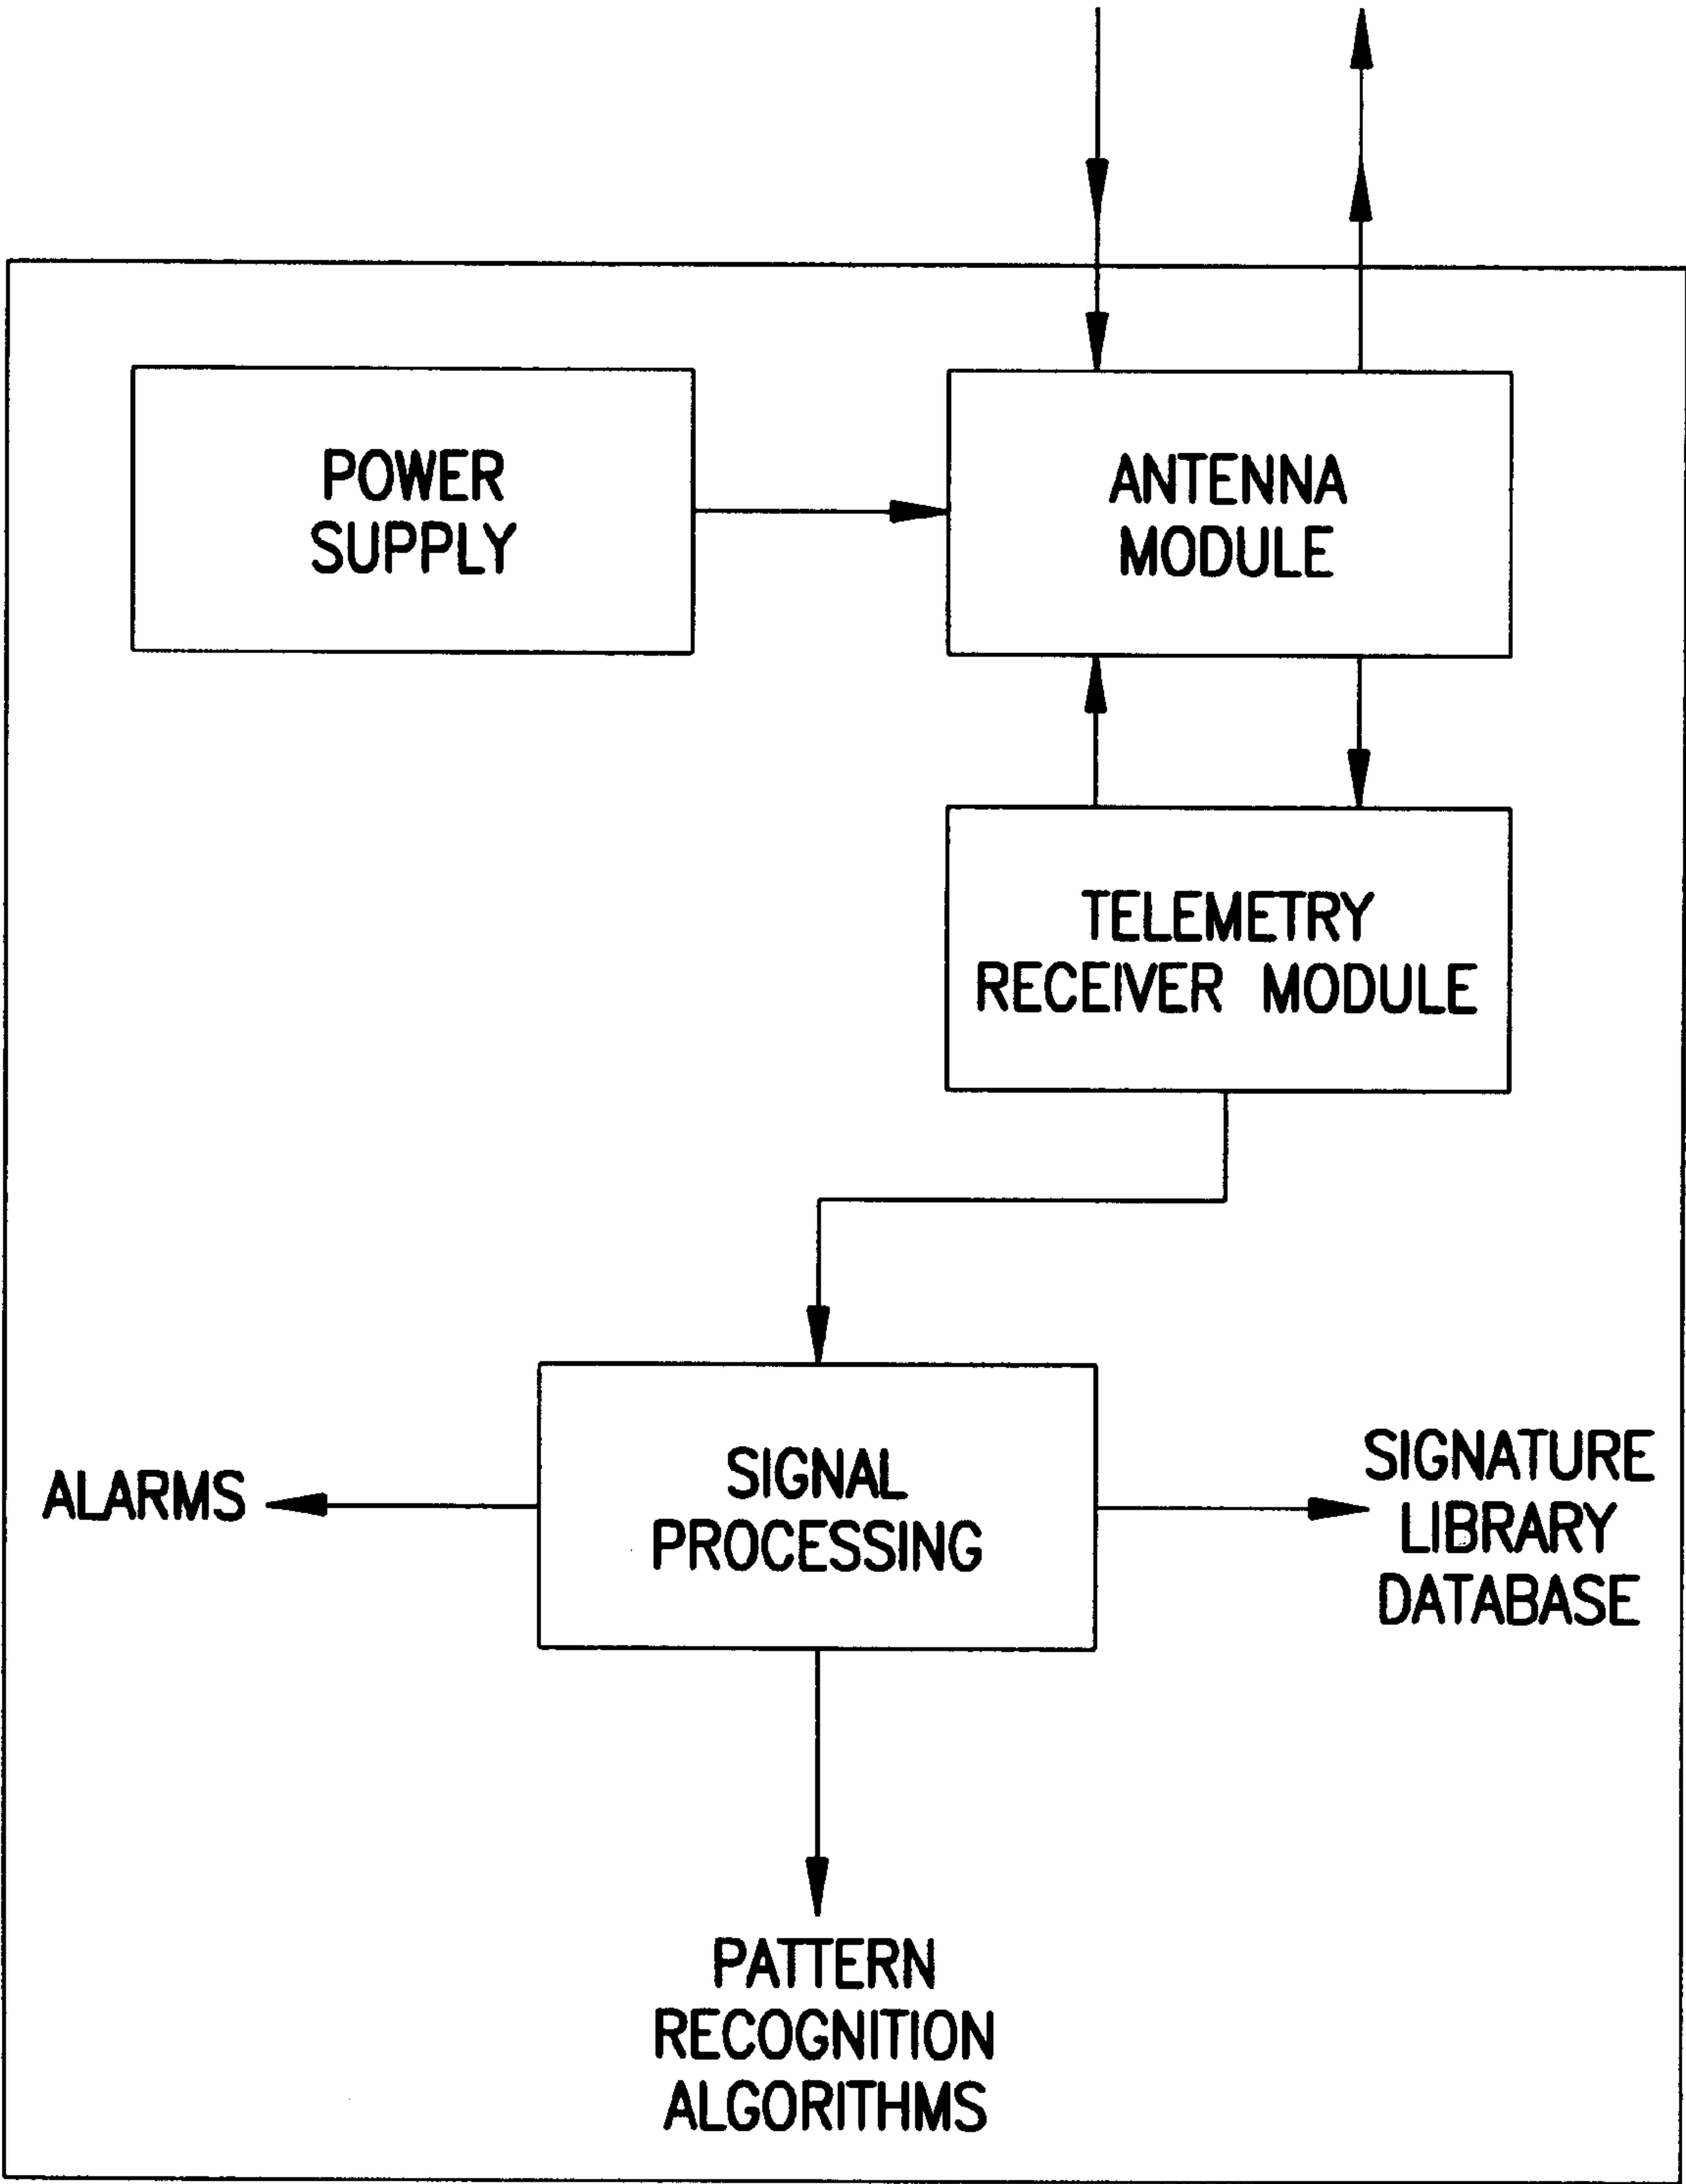 POWER
SUPPLY
ANTENNA
MODULE
TELEMETRY
RECEIVER MODULE
SIGNAL
PROCESSING
ALARMS
SIGNATURE
LIBRARY
DATABASE
PATTERN
RECOGNITION
ALGORITHMS